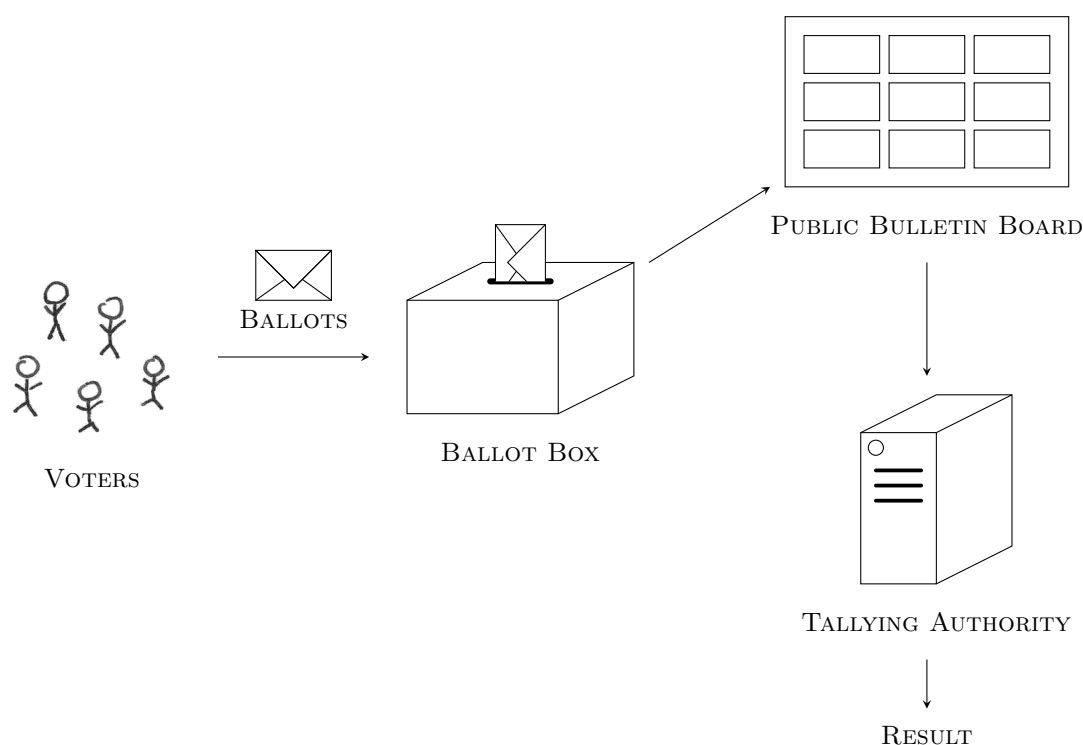 Public Bulletin Board
Ballots
Ballot Box
Voters
Tallying Authority
Result